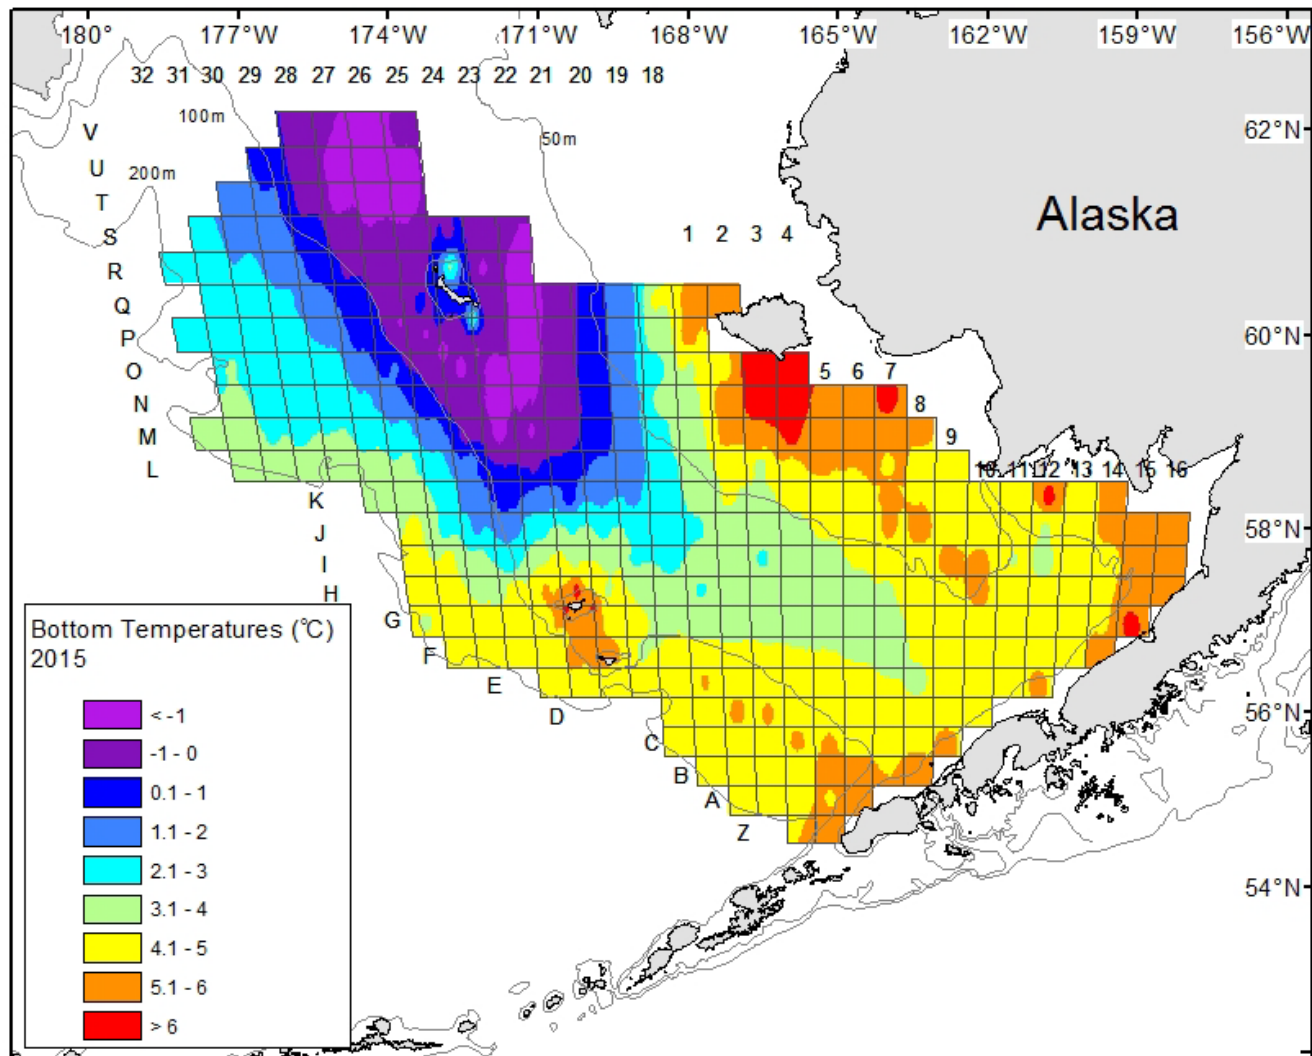 180° 177°W 174°W 171°W 168°W 165°W 162°W 159°W 156°W
32 31 30 29 28 27 26 25 24 23 22 21 20 19 18
100m
V
62°N
50m
U
200m
T
Alaska
S
1 2 3 4
R
Q
P
60°N
O
5 6 7
N
8
M
9
L
10 11 12 13 14 15 16
K
J
58°N
I
H
G
F
E
D
56°N
C
B
A
Z
54°N
Bottom Temperatures (°C)
2015
< -1
-1 - 0
0.1 - 1
1.1 - 2
2.1 - 3
3.1 - 4
4.1 - 5
5.1 - 6
> 6